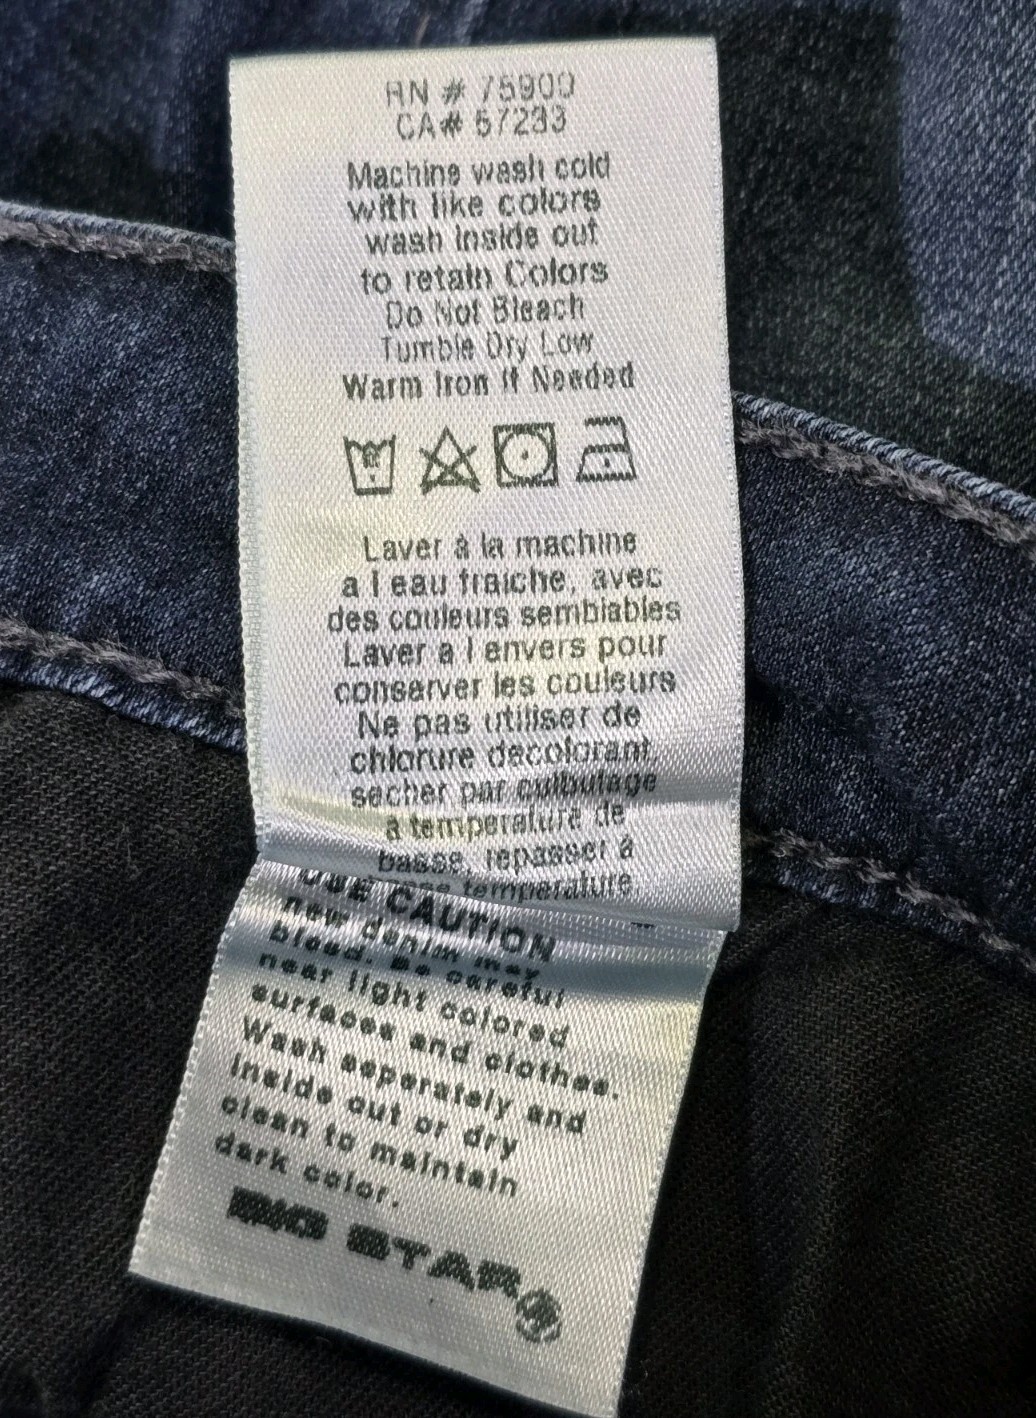 RN # 75900
CA# 57233
Machine wash cold
with like colors
wash inside out
to retain Colors
Do Not Bleach
Tumble Dry Low
Warm Iron If Needed
Laver à la machine
a l eau fraiche, avec
des couleurs semblables
Laver a l envers pour
conserver les couleurs
Ne pas utiliser de
chlorure decolorant,
secher par culbutage
a temperature de
basse, repasser à
temperature.
USE CAUTION
new denim may
bleed. Be careful
near light colored
surfaces and clothes.
Wash seperately and
inside out or dry
clean to maintain
dark color.
BIG STAR